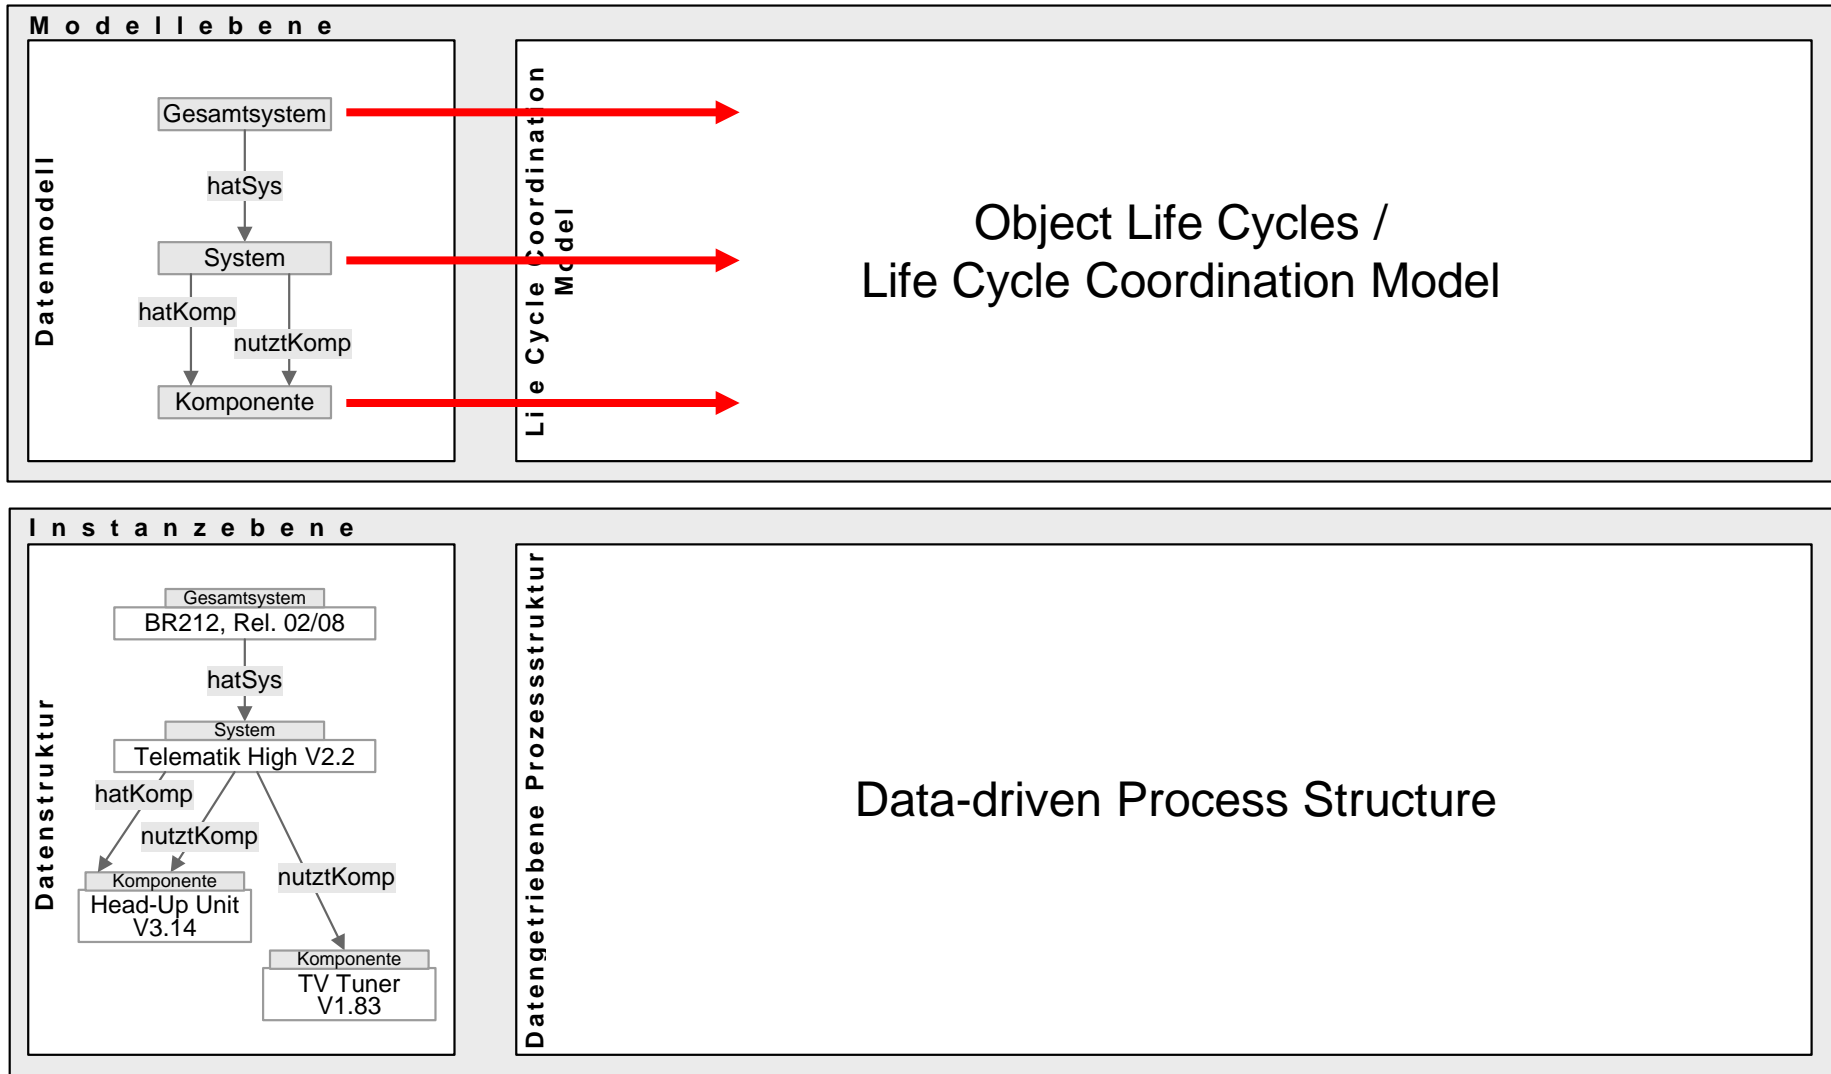 Modellebene
Datenmodell
Gesamtsystem
hatSys
System
hatKomp
nutztKomp
Komponente
Life Cycle Coordination
Model
Object Life Cycles /
Life Cycle Coordination Model
Instanzebene
Datenstruktur
Gesamtsystem
BR212, Rel. 02/08
hatSys
System
Telematik High V2.2
hatKomp
nutztKomp
nutztKomp
Komponente
Head-Up Unit
V3.14
Komponente
TV Tuner
V1.83
Datengetriebene Prozessstruktur
Data-driven Process Structure